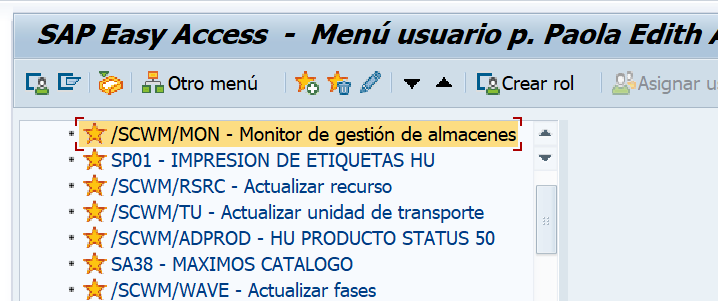 SAP Easy Access - Menú usuario p. Paola Edith
Otro menú Crear rol Asignar
/SCWM/MON - Monitor de gestión de almacenes
SP01 - IMPRESION DE ETIQUETAS HU
/SCWM/RSRC - Actualizar recurso
/SCWM/TU - Actualizar unidad de transporte
/SCWM/ADPROD - HU PRODUCTO STATUS 50
SA38 - MAXIMOS CATALOGO
/SCWM/WAVE - Actualizar fases